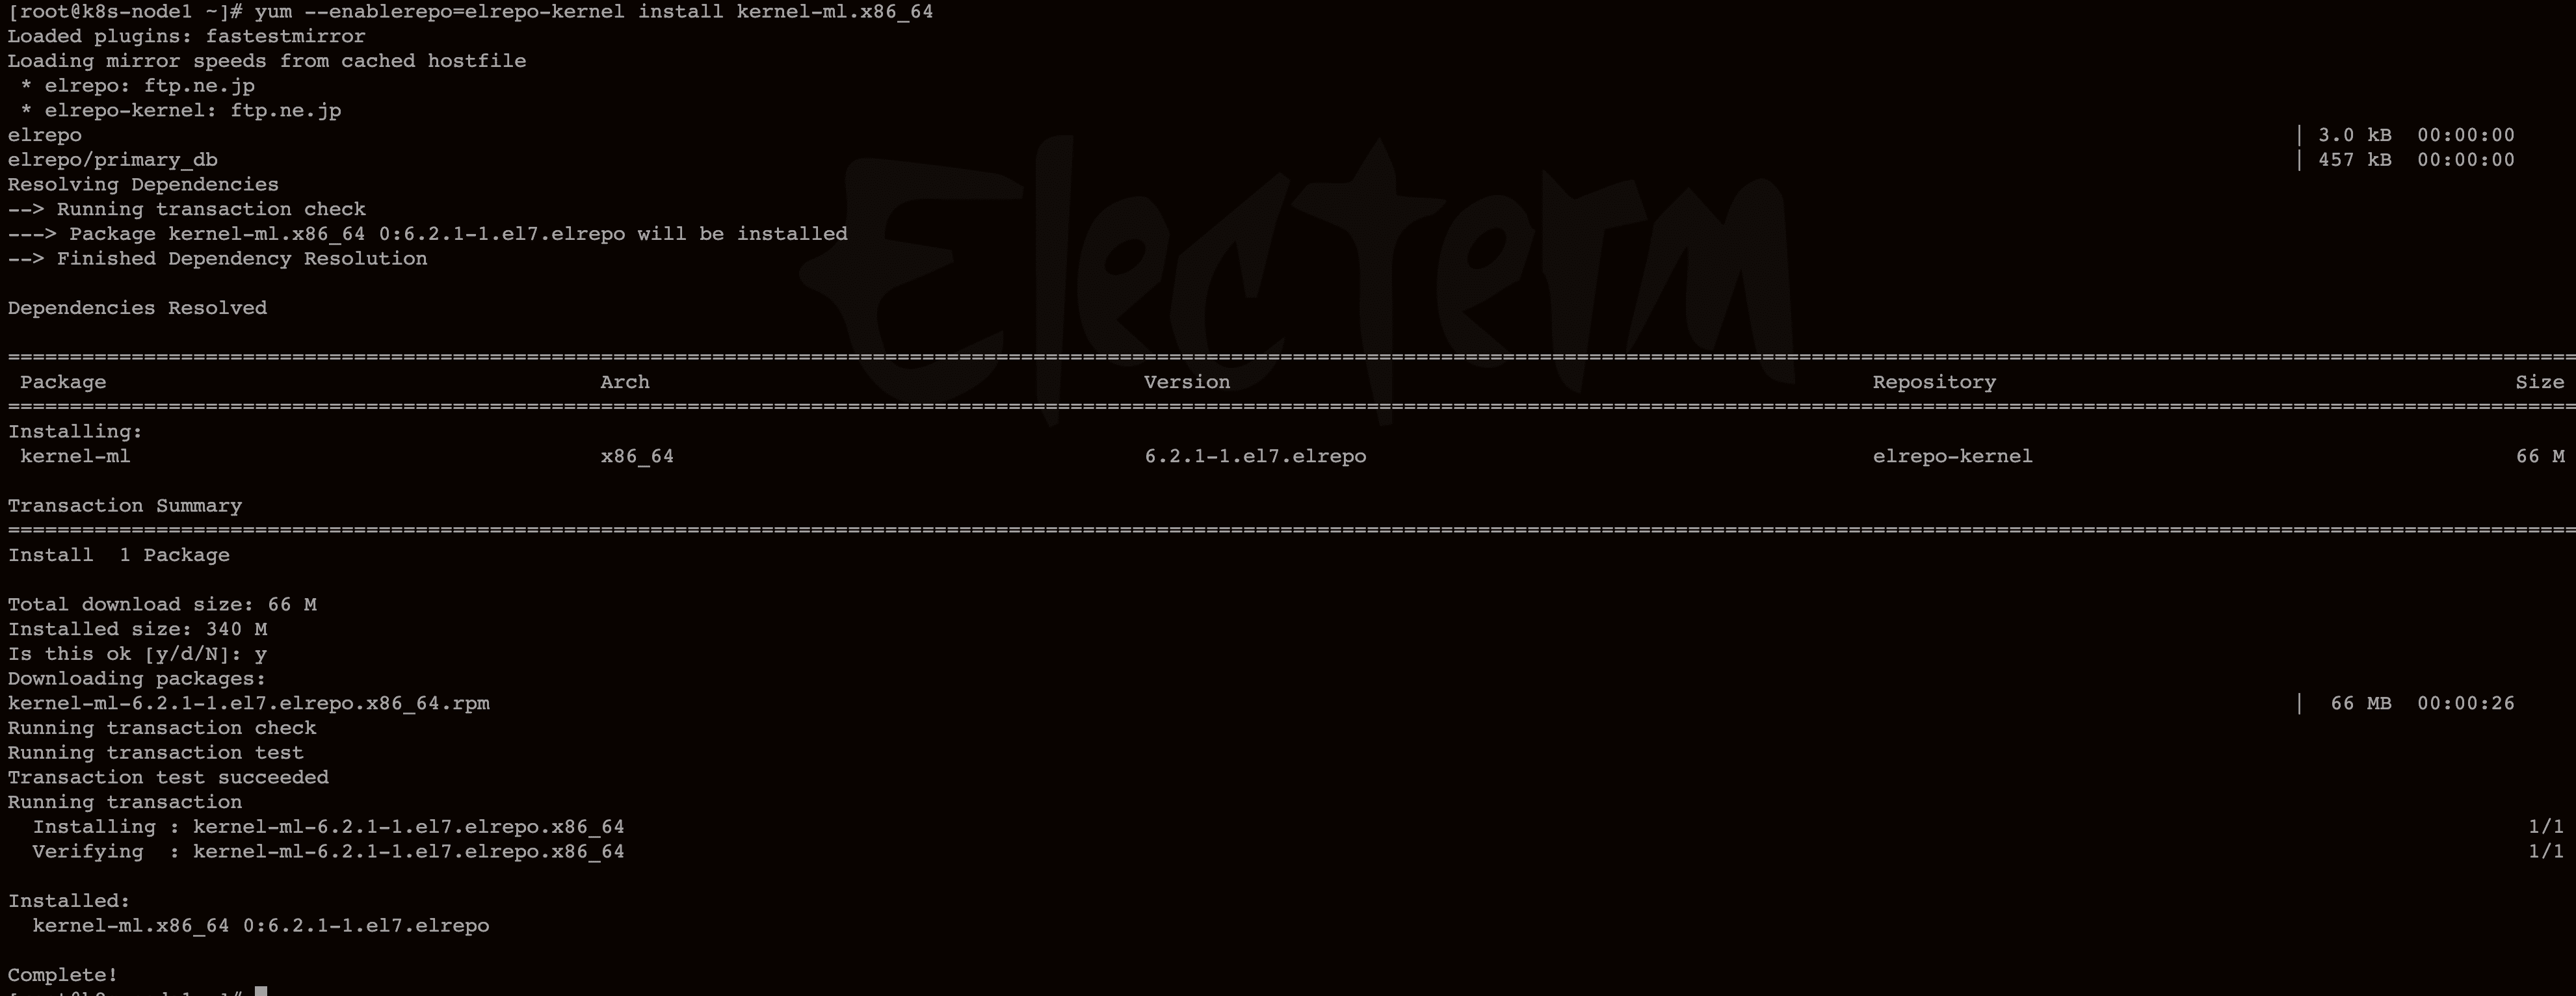 [root@k8s-node1 ~]# yum --enablerepo=elrepo-kernel install kernel-ml.x86_64
Loaded plugins: fastestmirror
Loading mirror speeds from cached hostfile
 * elrepo: ftp.ne.jp
 * elrepo-kernel: ftp.ne.jp
elrepo | 3.0 kB 00:00:00
elrepo/primary_db | 457 kB 00:00:00
Resolving Dependencies
--> Running transaction check
---> Package kernel-ml.x86_64 0:6.2.1-1.el7.elrepo will be installed
--> Finished Dependency Resolution
Electerm
Dependencies Resolved
Package Arch Version Repository Size
Installing:
kernel-ml x86_64 6.2.1-1.el7.elrepo elrepo-kernel 66 M
Transaction Summary
Install 1 Package
Total download size: 66 M
Installed size: 340 M
Is this ok [y/d/N]: y
Downloading packages:
kernel-ml-6.2.1-1.el7.elrepo.x86_64.rpm | 66 MB 00:00:26
Running transaction check
Running transaction test
Transaction test succeeded
Running transaction
Installing : kernel-ml-6.2.1-1.el7.elrepo.x86_64 1/1
Verifying : kernel-ml-6.2.1-1.el7.elrepo.x86_64 1/1
Installed:
kernel-ml.x86_64 0:6.2.1-1.el7.elrepo
Complete!